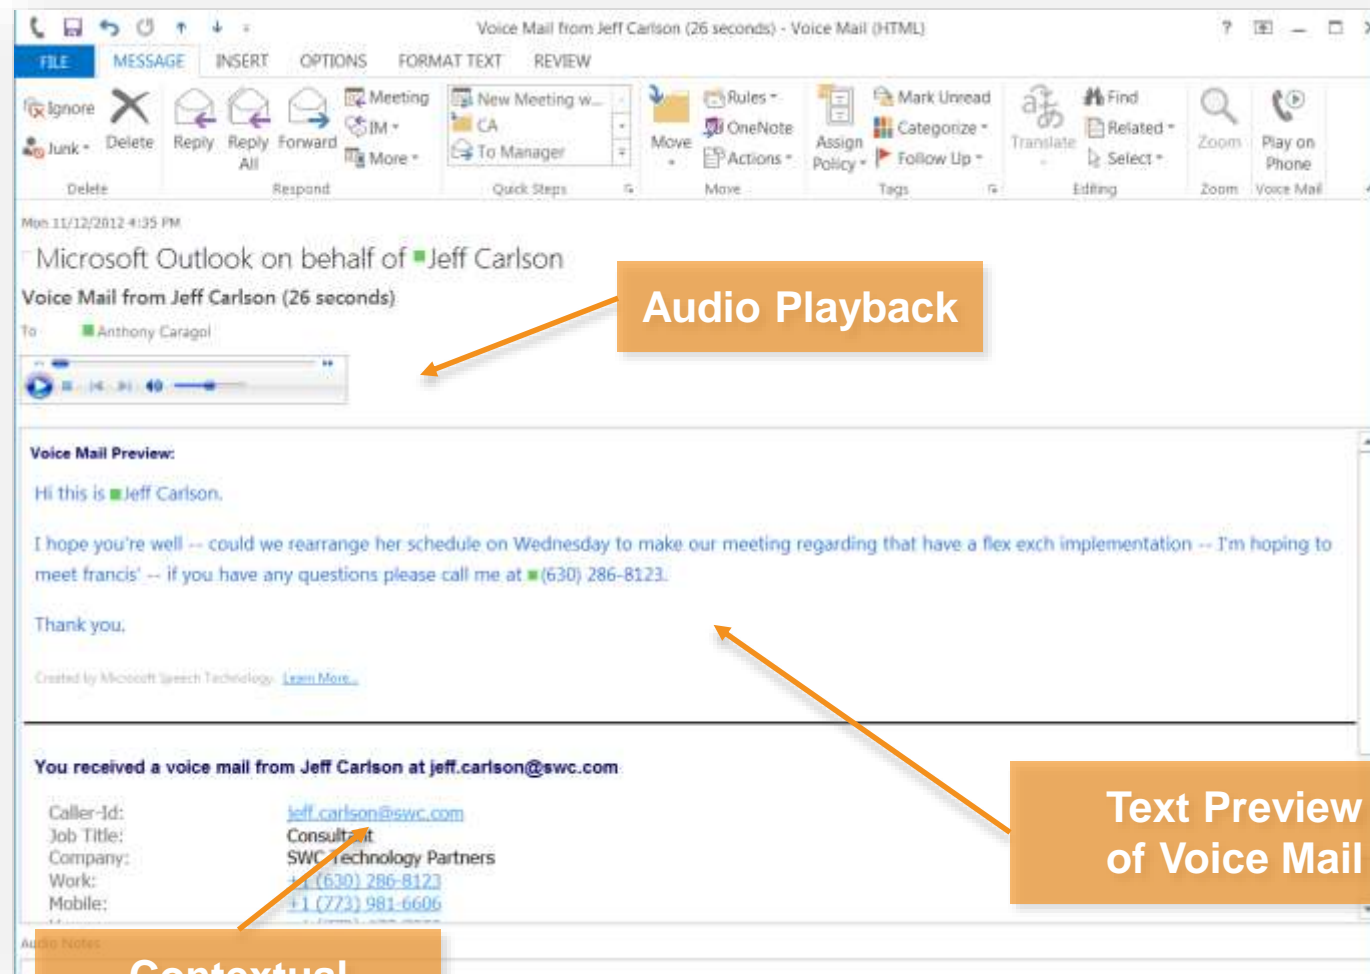 Voice Mail from Jeff Carlson (26 seconds) - Voice Mail (HTML)
FILE MESSAGE INSERT OPTIONS FORMAT TEXT REVIEW
Ignore
Junk
Delete
Reply
Reply All
Forward
Meeting
IM
More
New Meeting w...
CA
To Manager
Move
Rules
OneNote
Actions
Assign Policy
Mark Unread
Categorize
Follow Up
Translate
Find
Related
Select
Zoom
Play on Phone
Delete Respond Quick Steps Move Tags Editing Zoom Voice Mail
Mon 11/12/2012 4:35 PM
Microsoft Outlook on behalf of Jeff Carlson
Voice Mail from Jeff Carlson (26 seconds)
To Anthony Caragol
Audio Playback
Voice Mail Preview:
Hi this is Jeff Carlson.
I hope you're well -- could we rearrange her schedule on Wednesday to make our meeting regarding that have a flex exch implementation -- I'm hoping to
meet francis' -- if you have any questions please call me at (630) 286-8123.
Thank you.
Created by Microsoft Speech Technology. Learn More...
You received a voice mail from Jeff Carlson at jeff.carlson@swc.com
Caller-Id: jeff.carlson@swc.com
Job Title: Consultant
Company: SWC Technology Partners
Work: +1 (630) 286-8123
Mobile: +1 (773) 981-6606
Text Preview
of Voice Mail
Audio Notes
Contextual